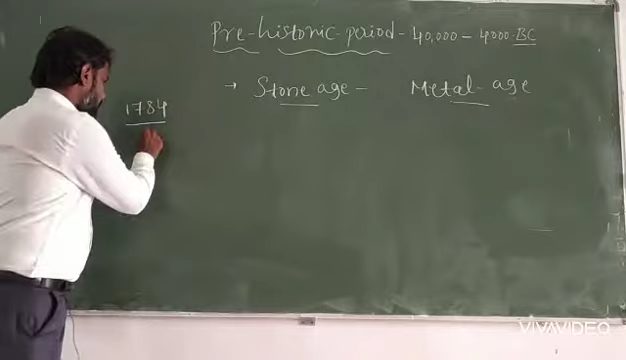 Pre-historic period - 40,000 - 4000 BC
→ Stone age - Metal-age
1784
VIVAVIDEO